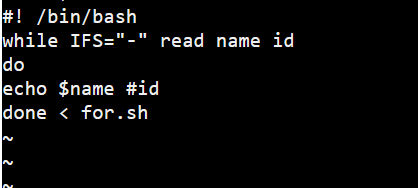 #! /bin/bash
while IFS="-" read name id
do
echo $name #id
done < for.sh
~
~
~